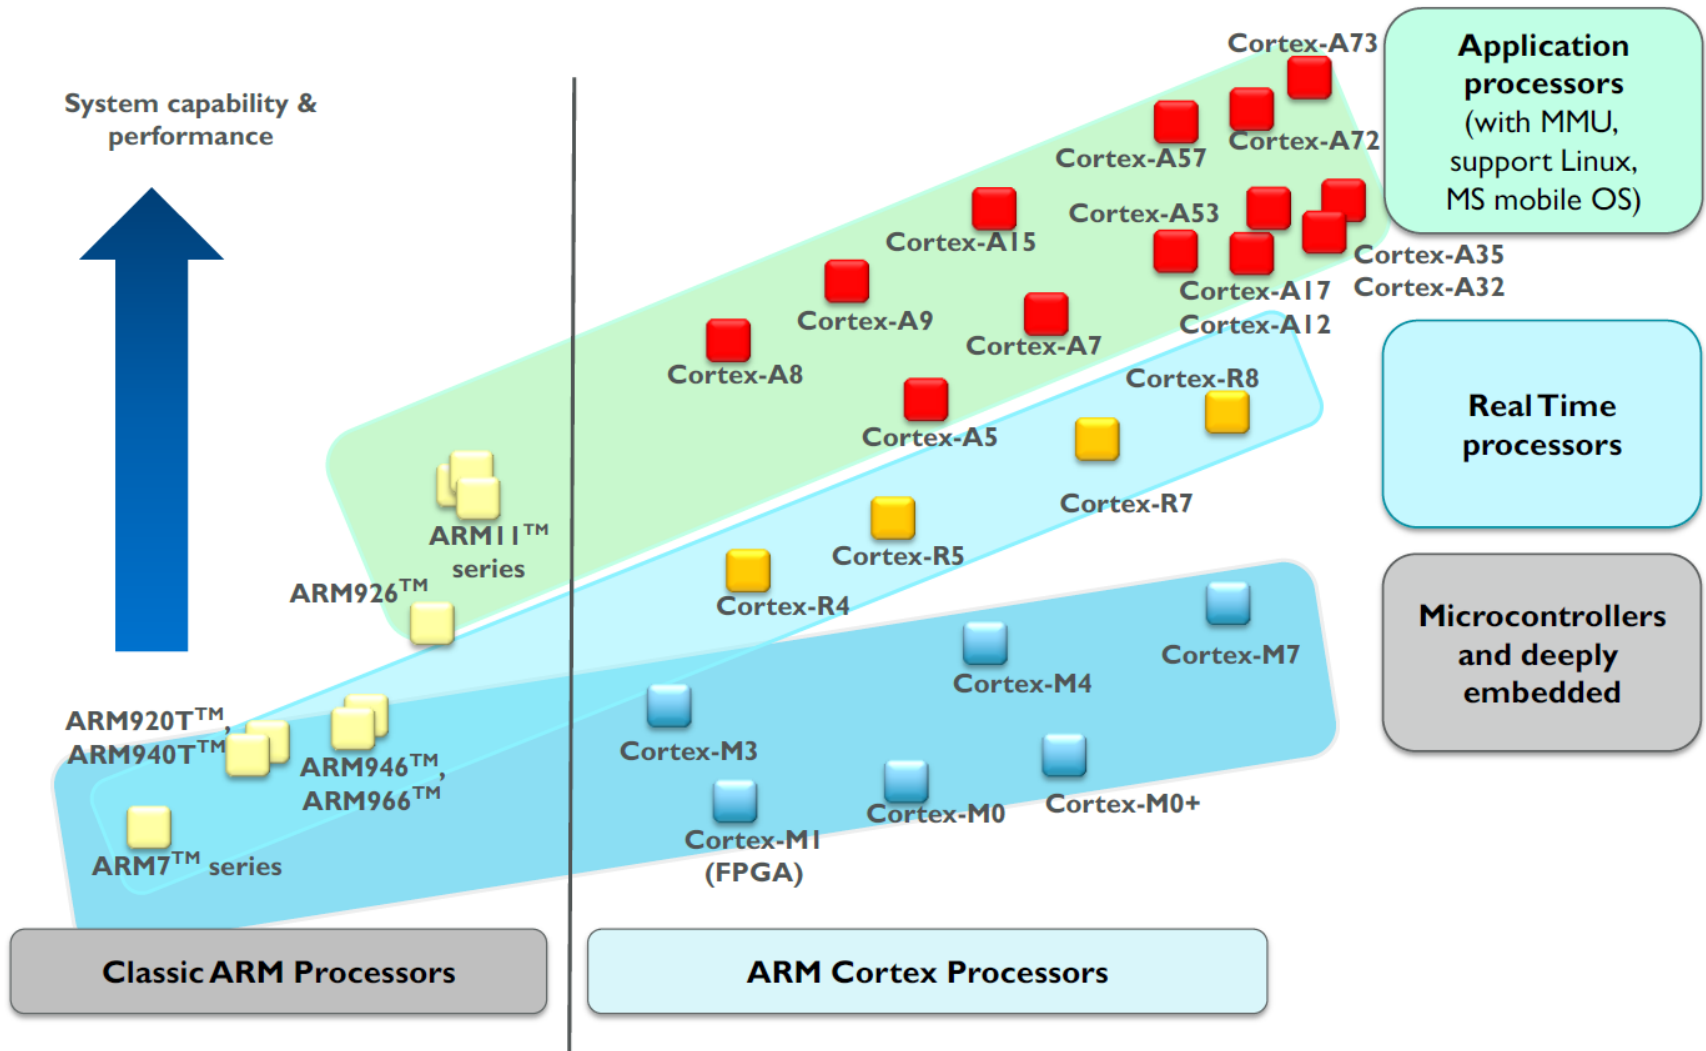 Cortex-A73
Application
processors
(with MMU,
support Linux,
MS mobile OS)
System capability &
performance
Cortex-A72
Cortex-A57
Cortex-A53
Cortex-A15
Cortex-A35
Cortex-A32
Cortex-A17
Cortex-A12
Cortex-A9
Cortex-A7
Cortex-A8
Cortex-A5
Cortex-R8
Real Time
processors
Cortex-R7
ARM11™
series
Cortex-R5
ARM926™
Cortex-R4
Microcontrollers
and deeply
embedded
Cortex-M7
Cortex-M4
ARM920T™,
ARM940T™
Cortex-M3
ARM946™,
ARM966™
Cortex-M0+
Cortex-M0
Cortex-M1
(FPGA)
ARM7™ series
Classic ARM Processors
ARM Cortex Processors